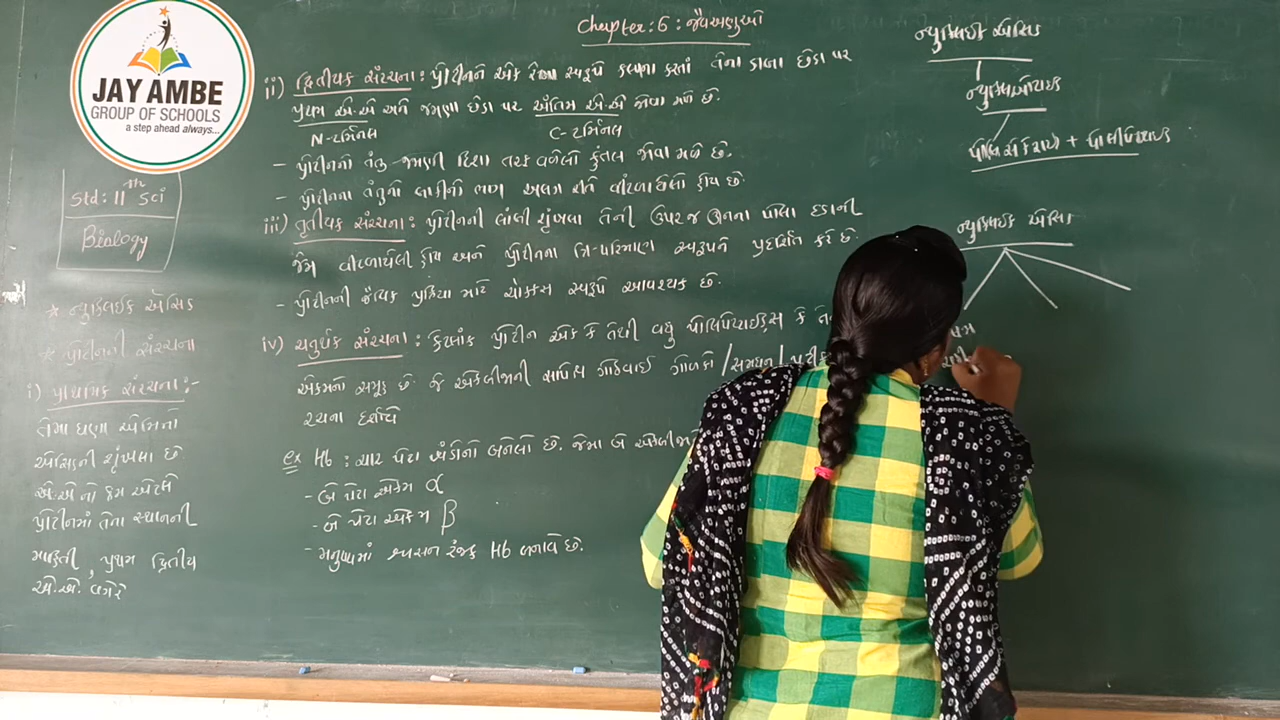 JAY AMBE
GROUP OF SCHOOLS
a step ahead always...
Chapter : 6 : જૈવઅણુઓ
Std: 11th Sci
Biology
* ન્યુક્લિઈક એસિડ
* પ્રોટીનની સંરચના
i) પ્રાથમિક સંરચના :-
તેમાં ઘણા એમિનો
એસિડની શૃંખલા છે
એ.એ નો ક્રમ એટલે
પ્રોટીનમાં તેના સ્થાનની
માહિતી, પ્રથમ દ્વિતીય
એ.એ. વગેરે
ii) દ્વિતીયક સંરચના : પ્રોટીનને એક રેખા સ્વરૂપે કલ્પના કરતાં તેના ડાબા છેડા પર
પ્રથમ એ.એ અને જમણા છેડા પર અંતિમ એ.એ જોવા મળે છે.
N-ટર્મિનલ C-ટર્મિનલ
- પ્રોટીનનો તંતુ જમણી દિશા તરફ વળેલો કુંતલ જોવા મળે છે.
- પ્રોટીનના તંતુનો બાકીનો ભાગ અલગ રીતે વીંટળાયેલો હોય છે.
iii) તૃતીયક સંરચના : પ્રોટીનની લાંબી શૃંખલા તેની ઉપર જ ઊનના પોલા દડાની
જેમ વીંટળાયેલી હોય અને પ્રોટીનના ત્રિ-પરિમાણ સ્વરૂપને પ્રદર્શિત કરે છે.
- પ્રોટીનની જૈવિક પ્રક્રિયા માટે ચોક્કસ સ્વરૂપે આવશ્યક છે.
iv) ચતુર્થક સંરચના : કેટલાંક પ્રોટીન એક કે તેથી વધુ પોલિપેપ્ટાઈડ્સ કે
એકમનો સમૂહ છે. જે એકબીજાની સાપેક્ષ ગોઠવાઈ ગોળકો /સમઘન/
રચના દર્શાવે
ex Hb : ચાર પેટા ખંડોનો બનેલો છે. જેમાં બે
- બે પેટા એકમ α
- બે પેટા એકમ β
- મનુષ્યમાં શ્વસન રંજક Hb બનાવે છે.
ન્યુક્લિઈક એસિડ
ન્યુક્લિઓટાઈડ
પોલિસેકેરાઈડ + પોલીપેપ્ટાઈડ
ન્યુક્લિઈક એસિડ